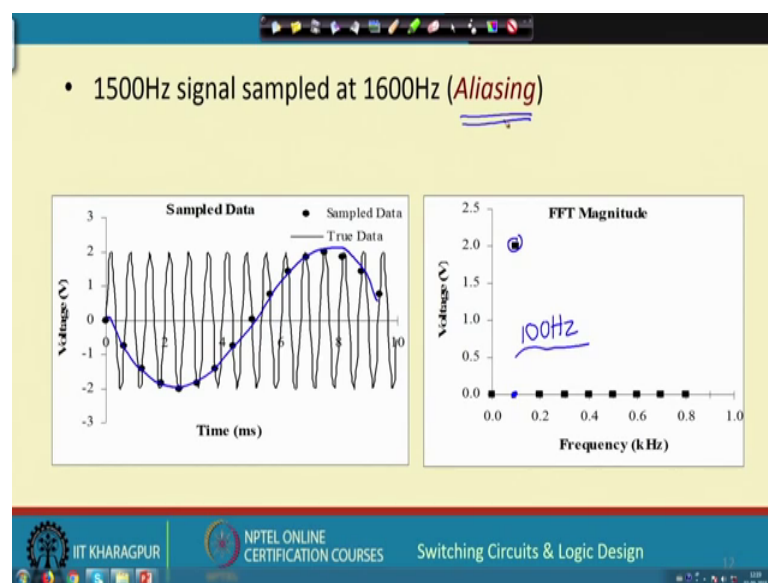 • 1500Hz signal sampled at 1600Hz (Aliasing)
Sampled Data
• Sampled Data
— True Data
Voltage (V)
3
2
1
0
-1
-2
-3
0
2
4
6
8
10
Time (ms)
FFT Magnitude
Voltage (V)
2.5
2.0
1.5
1.0
0.5
0.0
100Hz
0.0 0.2 0.4 0.6 0.8 1.0
Frequency (kHz)
IIT KHARAGPUR
NPTEL ONLINE
CERTIFICATION COURSES
Switching Circuits & Logic Design
12